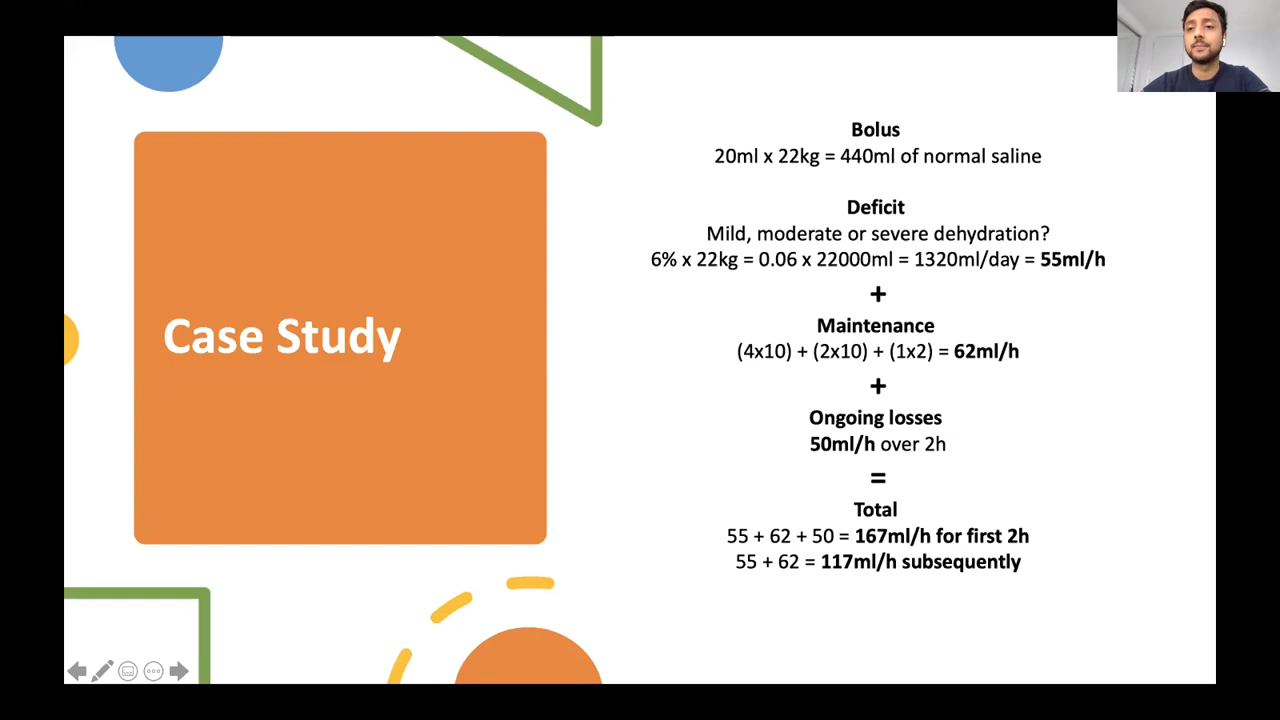 Case Study
Bolus
20ml x 22kg = 440ml of normal saline
Deficit
Mild, moderate or severe dehydration?
6% x 22kg = 0.06 x 22000ml = 1320ml/day = 55ml/h
+
Maintenance
(4x10) + (2x10) + (1x2) = 62ml/h
+
Ongoing losses
50ml/h over 2h
=
Total
55 + 62 + 50 = 167ml/h for first 2h
55 + 62 = 117ml/h subsequently